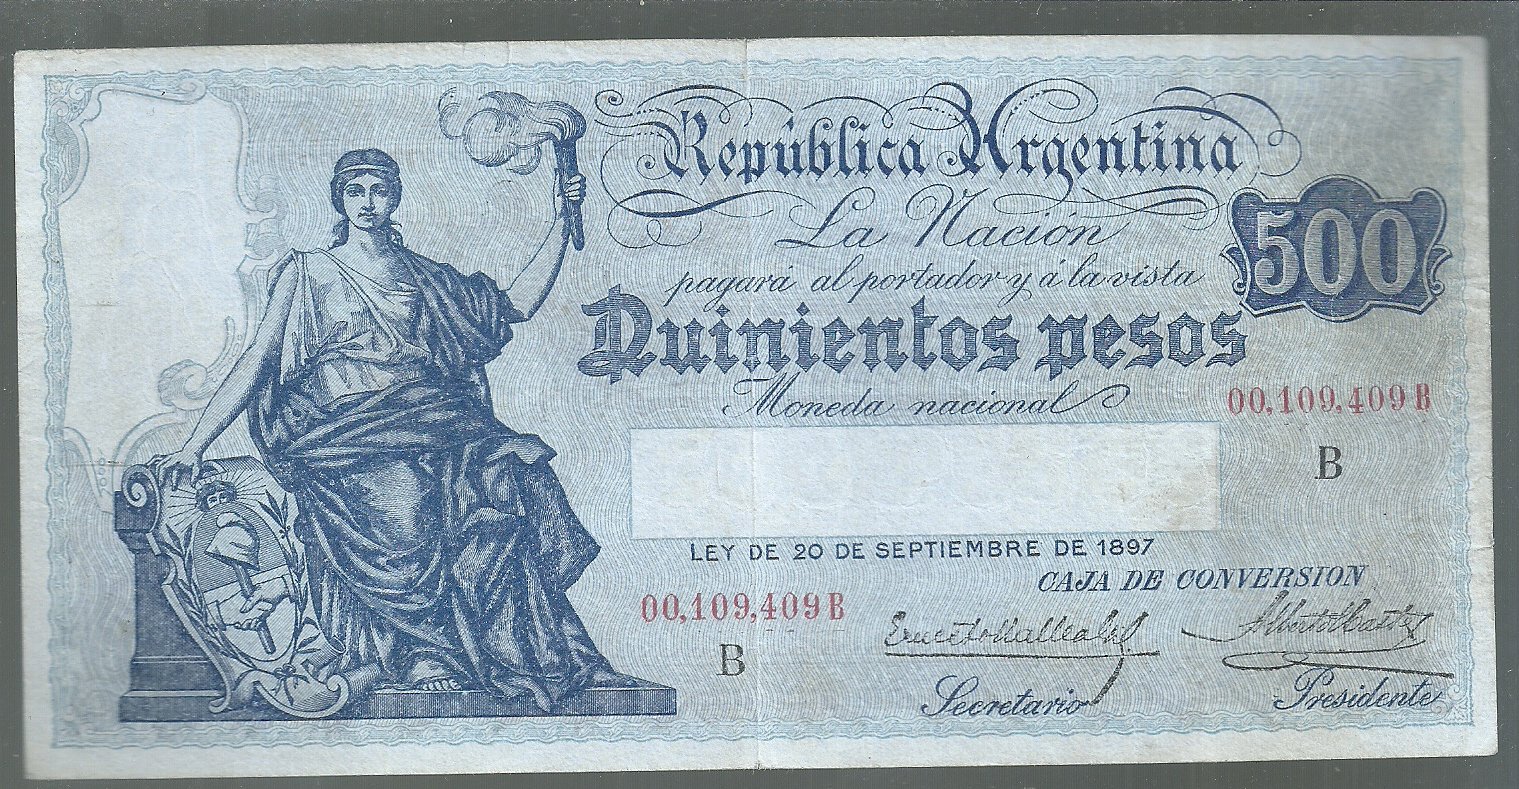 República Argentina
La Nación
500
pagará al portador y á la vista
Quinientos pesos
Moneda nacional
00,109,409 B
B
LEY DE 20 DE SEPTIEMBRE DE 1897
CAJA DE CONVERSION
00,109,409 B
B
Secretario
Presidente